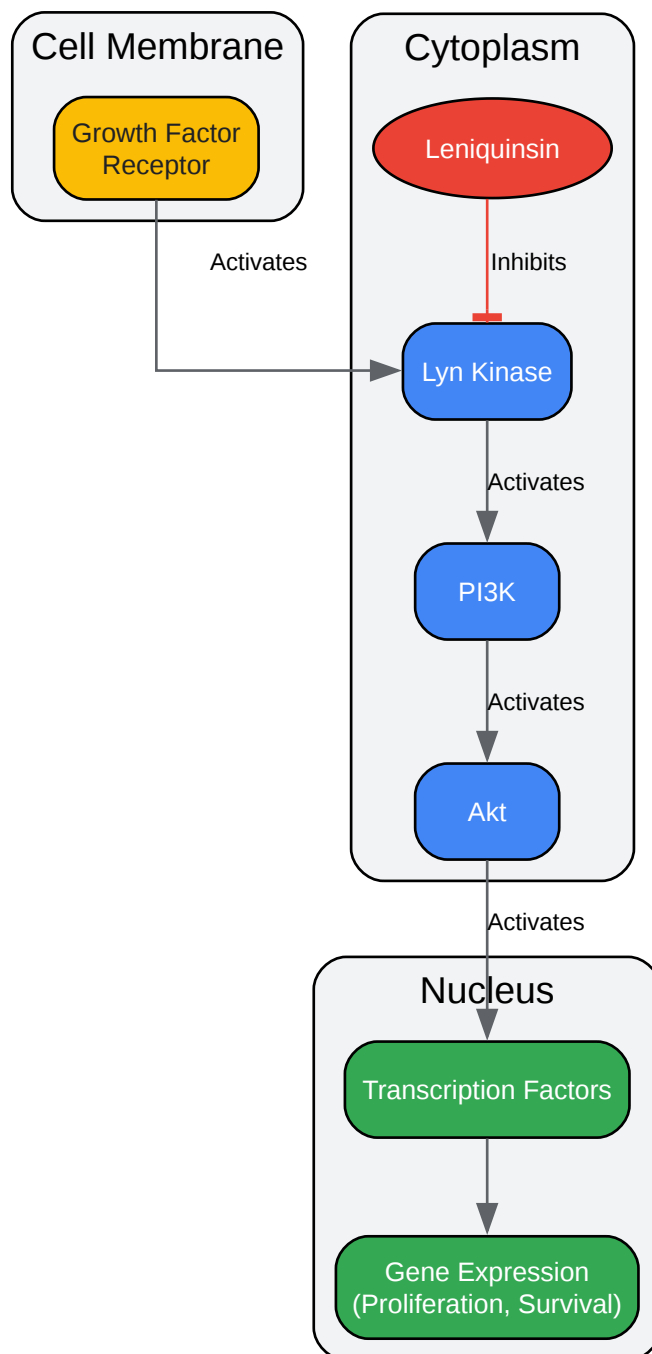 Cell Membrane
Growth Factor
Receptor
Activates
Cytoplasm
Leniquinsin
Inhibits
Lyn Kinase
Activates
PI3K
Activates
Akt
Activates
Nucleus
Transcription Factors
Gene Expression
(Proliferation, Survival)